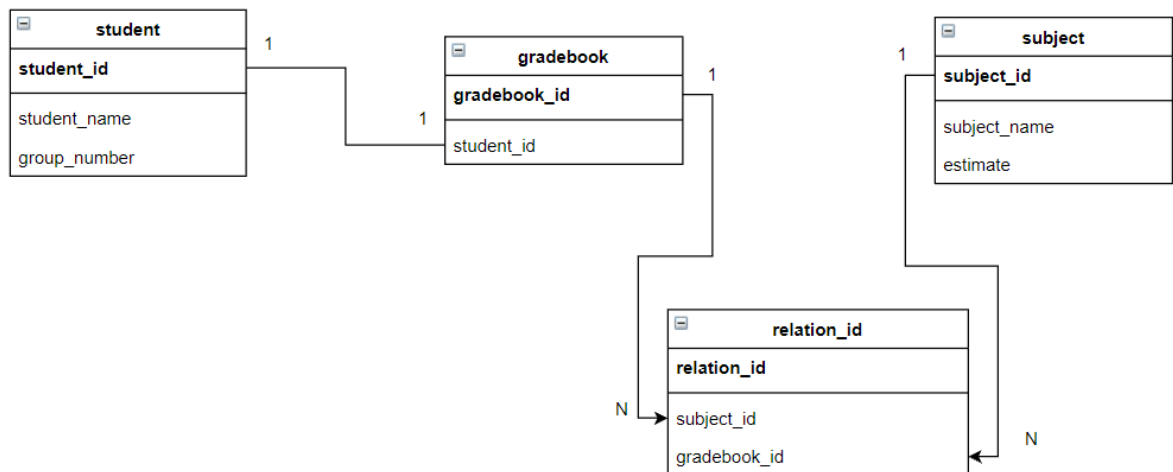 student
student_id
student_name
group_number
1
1
gradebook
gradebook_id
student_id
1
subject
subject_id
subject_name
estimate
1
relation_id
relation_id
subject_id
gradebook_id
N
N